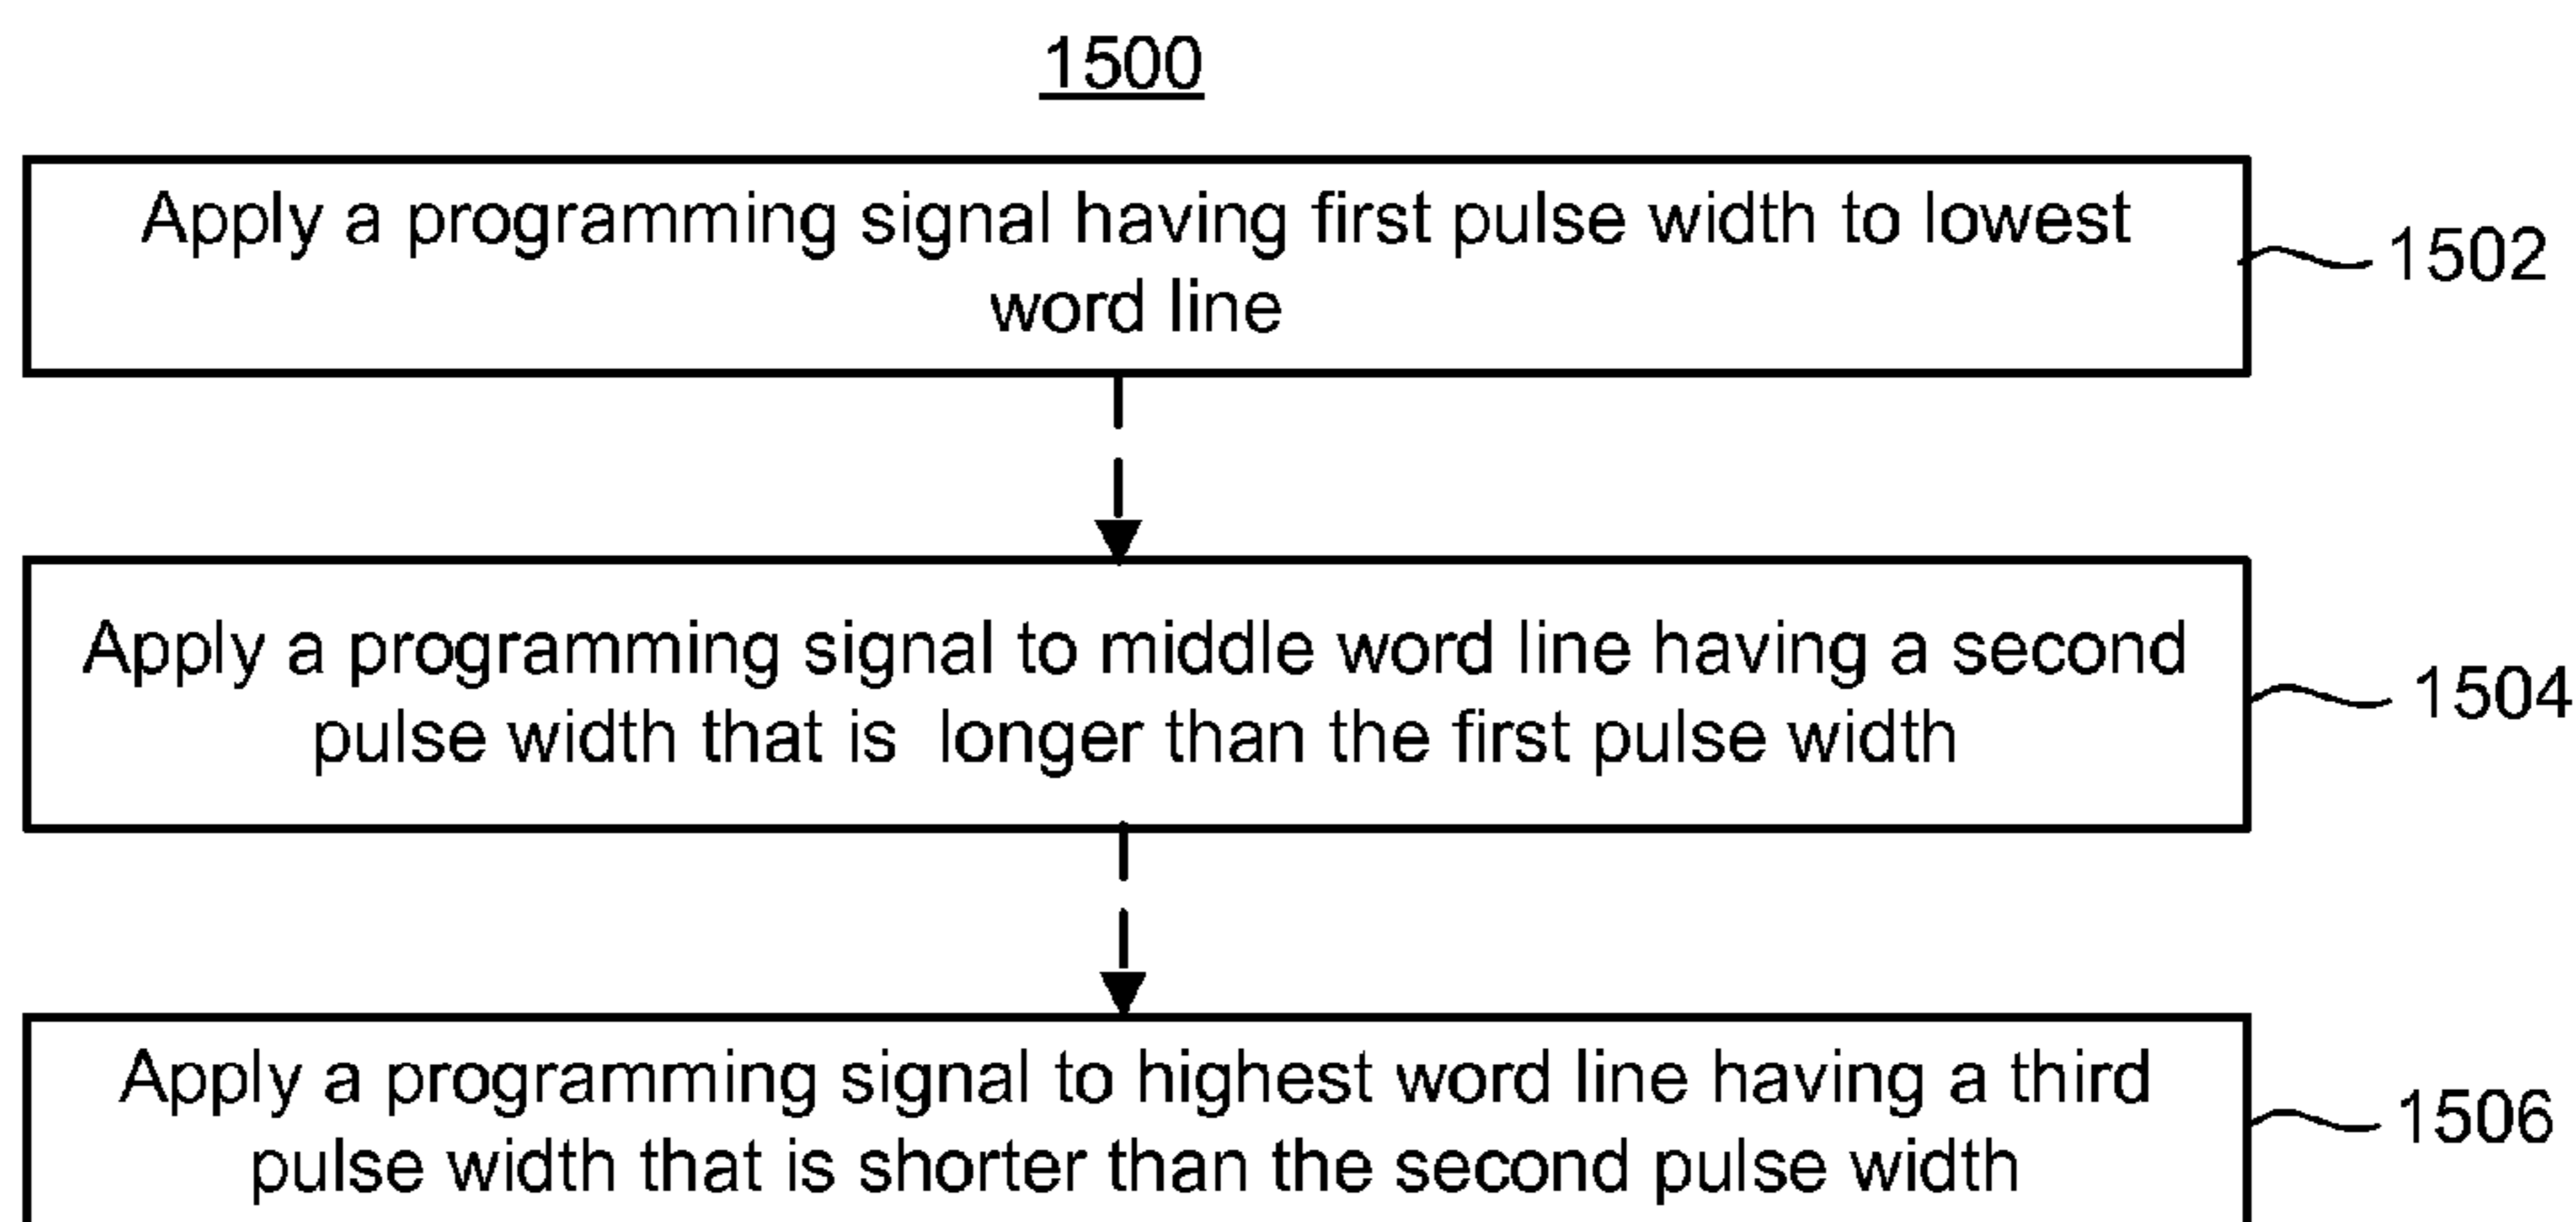 1500
Apply a programming signal having first pulse width to lowest
word line
1502
Apply a programming signal to middle word line having a second
pulse width that is longer than the first pulse width
1504
Apply a programming signal to highest word line having a third
pulse width that is shorter than the second pulse width
1506